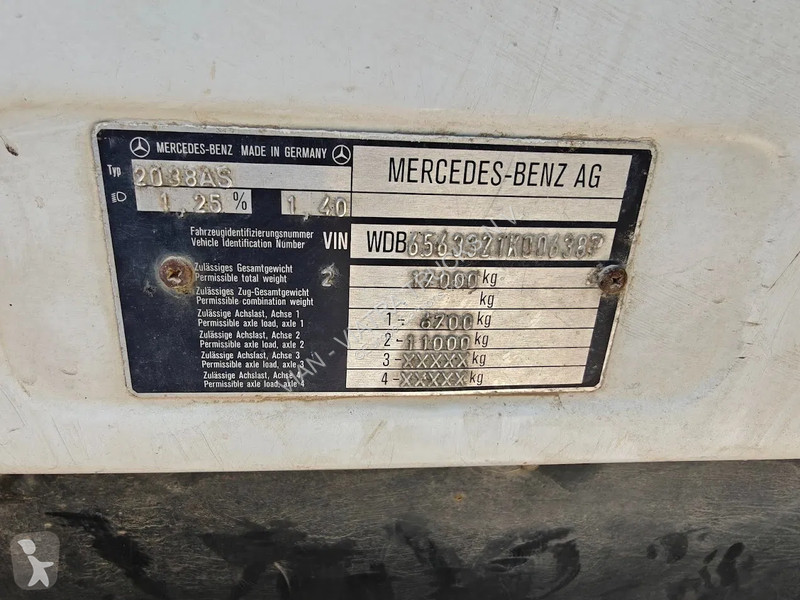 MERCEDES-BENZ MADE IN GERMANY
Typ 2038AS
1,25% 1,40
MERCEDES-BENZ AG
Fahrzeugidentifizierungsnummer
Vehicle Identification Number VIN WDB
Zulässiges Gesamtgewicht
Permissible total weight 2 17000 kg
Zulässiges Zug-Gesamtgewicht
Permissible combination weight kg
Zulässige Achslast, Achse 1
Permissible axle load, axle 1 1- 6700 kg
Zulässige Achslast, Achse 2
Permissible axle load, axle 2 2- 11000 kg
Zulässige Achslast, Achse 3
Permissible axle load, axle 3 3- XXXXX kg
Zulässige Achslast, Achse 4
Permissible axle load, axle 4 4- XXXXX kg